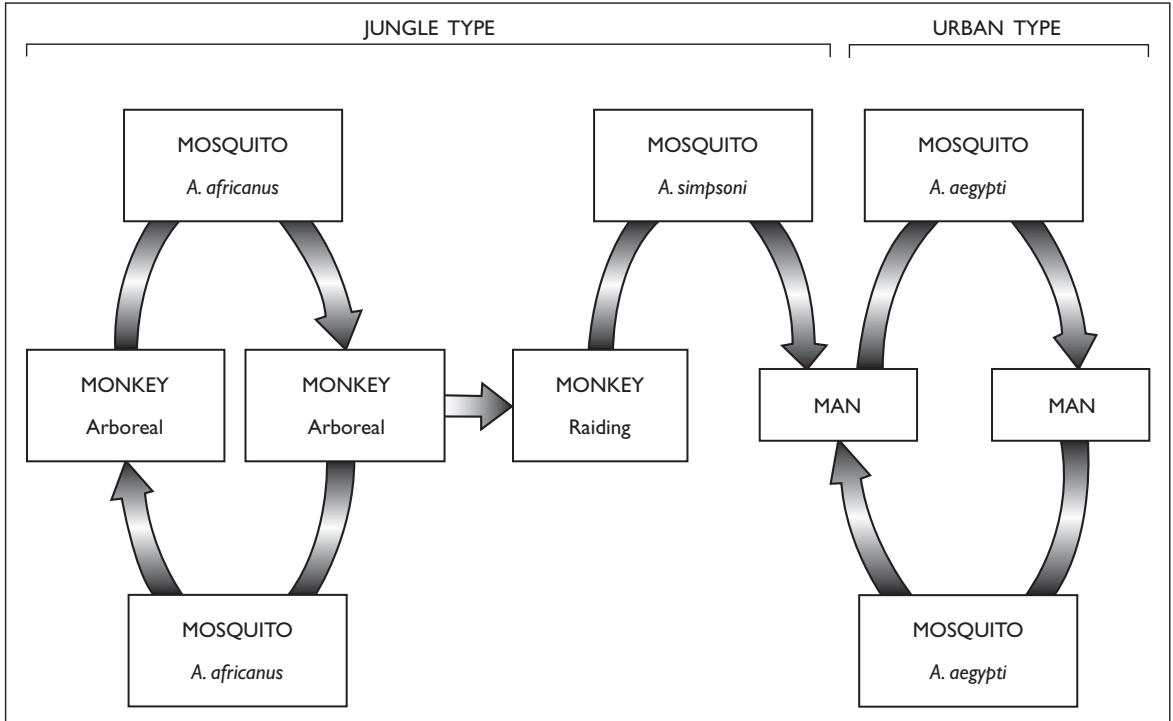 JUNGLE TYPE
URBAN TYPE
MOSQUITO
A. africanus
MOSQUITO
A. simpsoni
MOSQUITO
A. aegypti
MONKEY
Arboreal
MONKEY
Arboreal
MONKEY
Raiding
MAN
MAN
MOSQUITO
A. africanus
MOSQUITO
A. aegypti